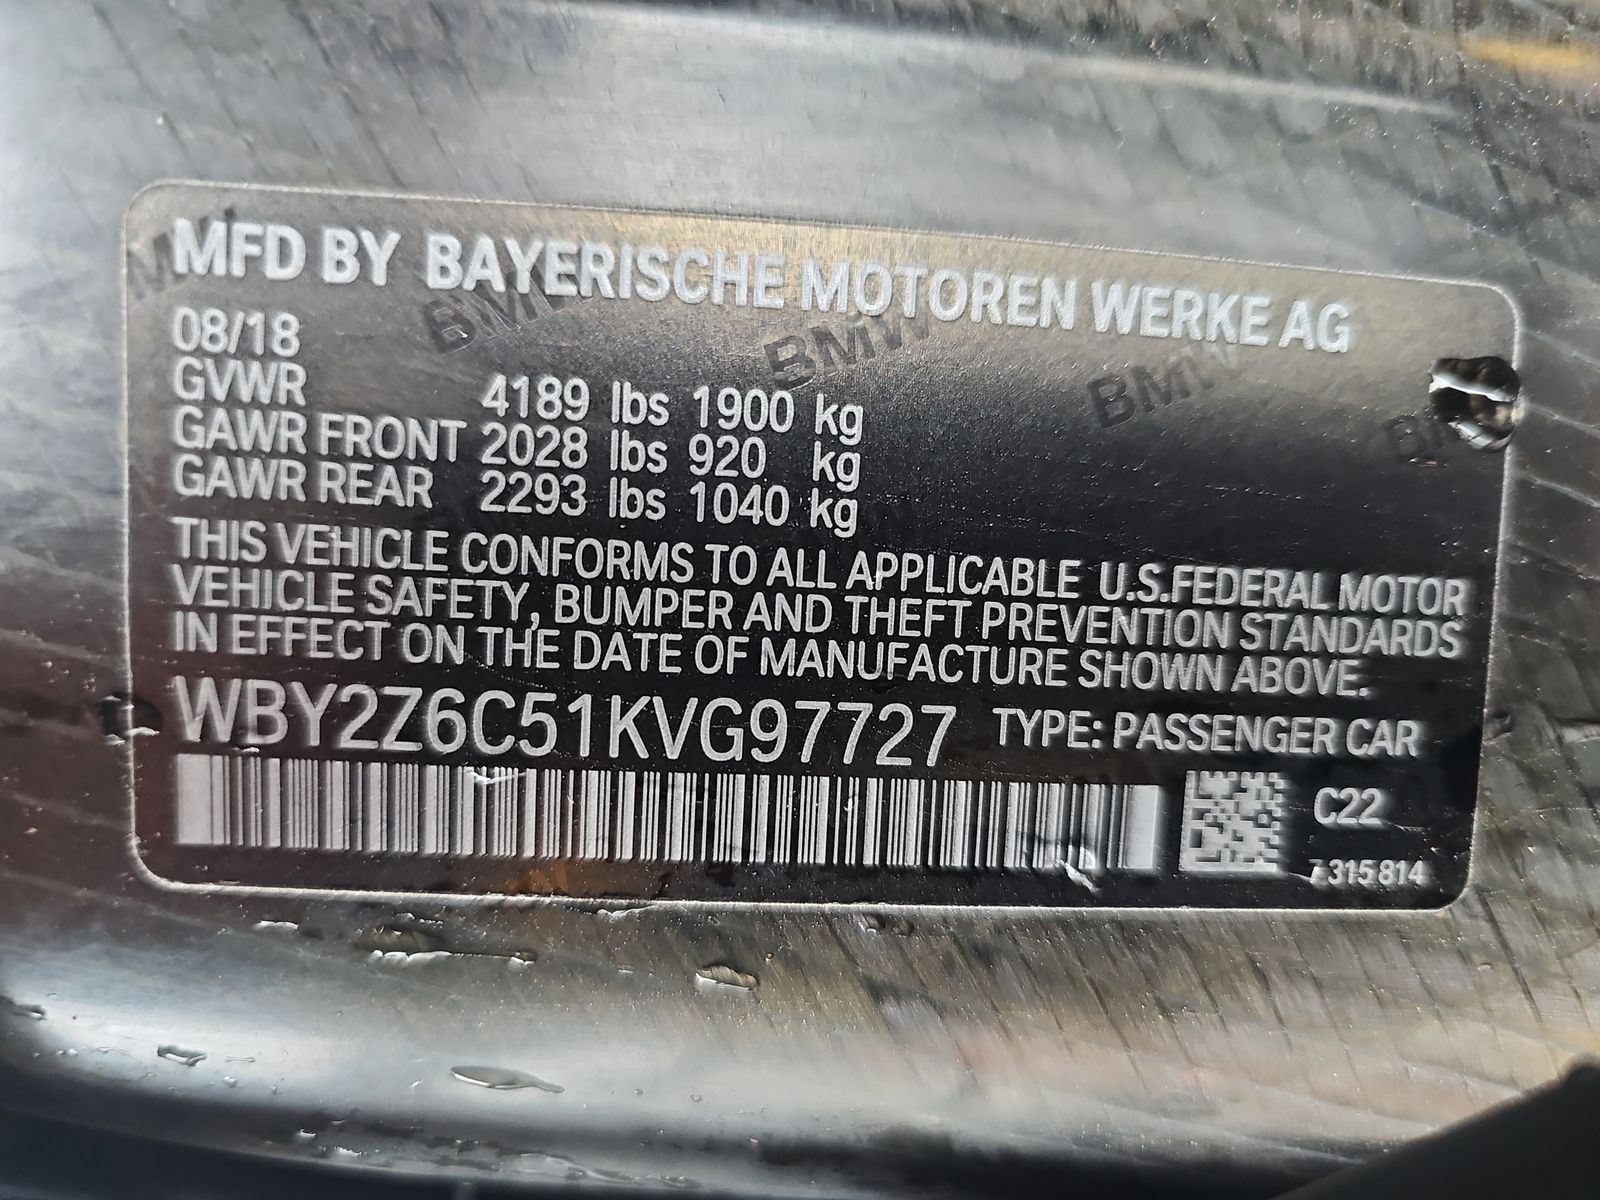 MFD BY BAYERISCHE MOTOREN WERKE AG
08/18
GVWR 4189 lbs 1900 kg
GAWR FRONT 2028 lbs 920 kg
GAWR REAR 2293 lbs 1040 kg
THIS VEHICLE CONFORMS TO ALL APPLICABLE U.S.FEDERAL MOTOR
VEHICLE SAFETY, BUMPER AND THEFT PREVENTION STANDARDS
IN EFFECT ON THE DATE OF MANUFACTURE SHOWN ABOVE.
WBY2Z6C51KVG97727 TYPE: PASSENGER CAR
C22
7 315 814
BMW
BMW
BMW